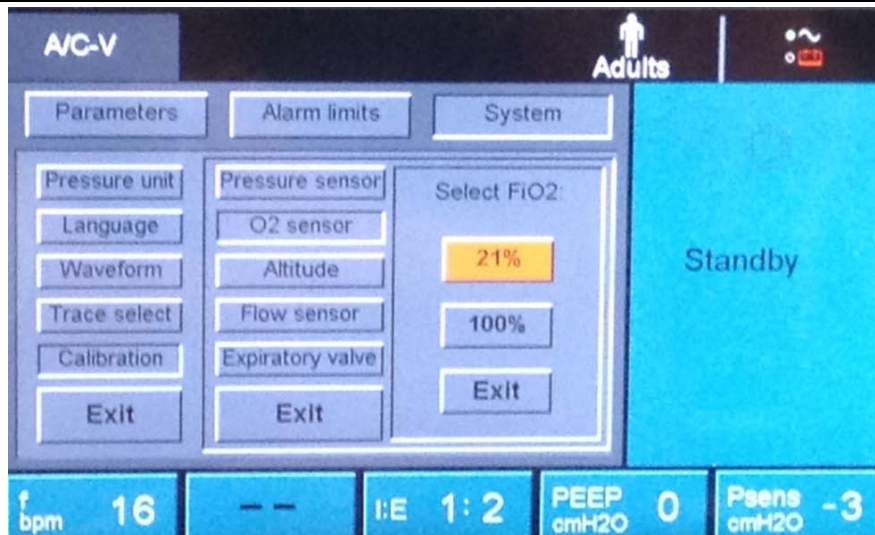 A/C-V
Adults
Parameters Alarm limits System
Pressure unit Pressure sensor Select FiO2:
Language O2 sensor
21%
Waveform Altitude
Standby
Trace select Flow sensor
100%
Calibration Expiratory valve
Exit Exit Exit
f bpm 16
--
I:E 1:2
PEEP cmH2O 0
Psens cmH2O -3